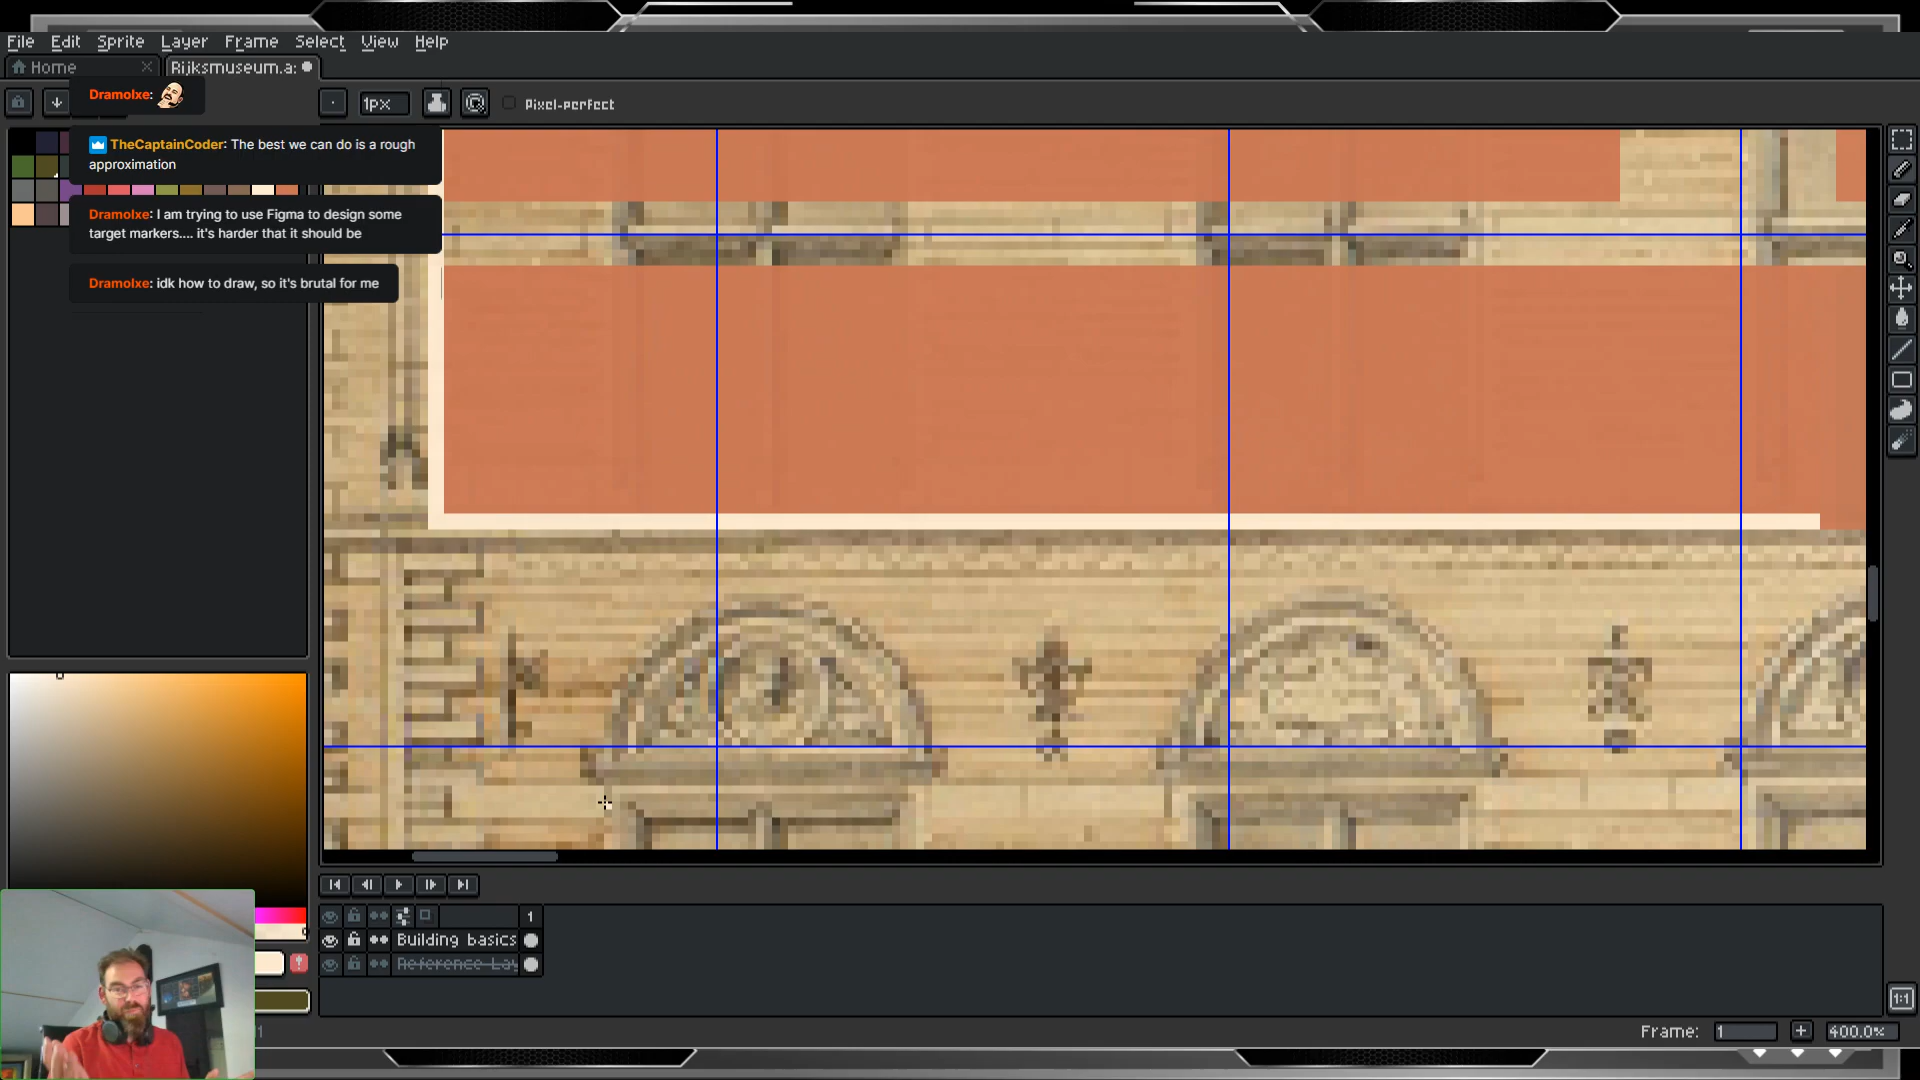 File Edit Sprite Layer Frame Select View Help
Home
Rijksmuseum.a:
Dramolxe:
1px
Pixel-perfect
TheCaptainCoder: The best we can do is a rough
approximation
Dramolxe: I am trying to use Figma to design some
target markers.... it's harder that it should be
Dramolxe: idk how to draw, so it's brutal for me
1
Building basics
Reference Lay
Frame: 1
400.0%
1:1